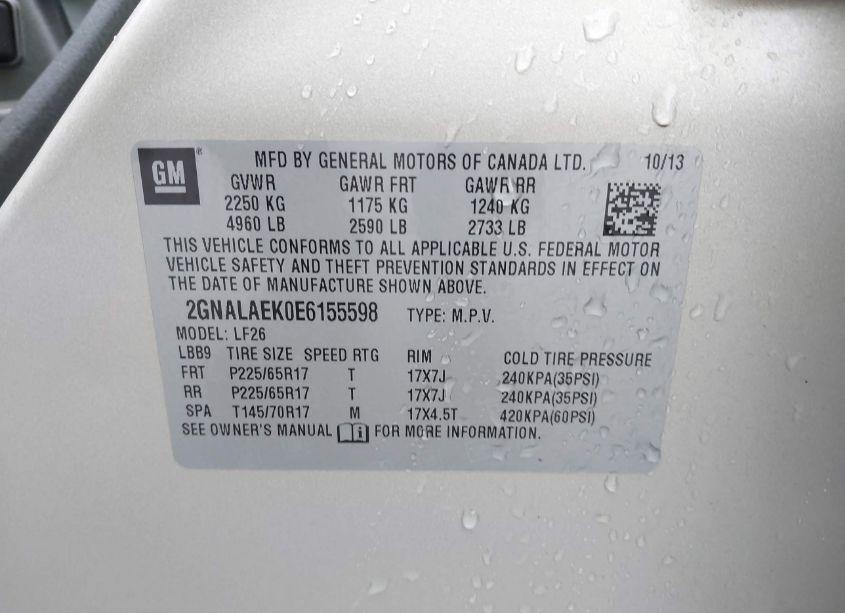 GM® MFD BY GENERAL MOTORS OF CANADA LTD. 10/13
GVWR GAWR FRT GAWR RR
2250 KG 1175 KG 1240 KG
4960 LB 2590 LB 2733 LB
THIS VEHICLE CONFORMS TO ALL APPLICABLE U.S. FEDERAL MOTOR
VEHICLE SAFETY AND THEFT PREVENTION STANDARDS IN EFFECT ON
THE DATE OF MANUFACTURE SHOWN ABOVE.
2GNALAEK0E6155598 TYPE: M.P.V.
MODEL: LF26
LBB9 TIRE SIZE SPEED RTG RIM COLD TIRE PRESSURE
FRT P225/65R17 T 17X7J 240KPA(35PSI)
RR P225/65R17 T 17X7J 240KPA(35PSI)
SPA T145/70R17 M 17X4.5T 420KPA(60PSI)
SEE OWNER'S MANUAL FOR MORE INFORMATION.